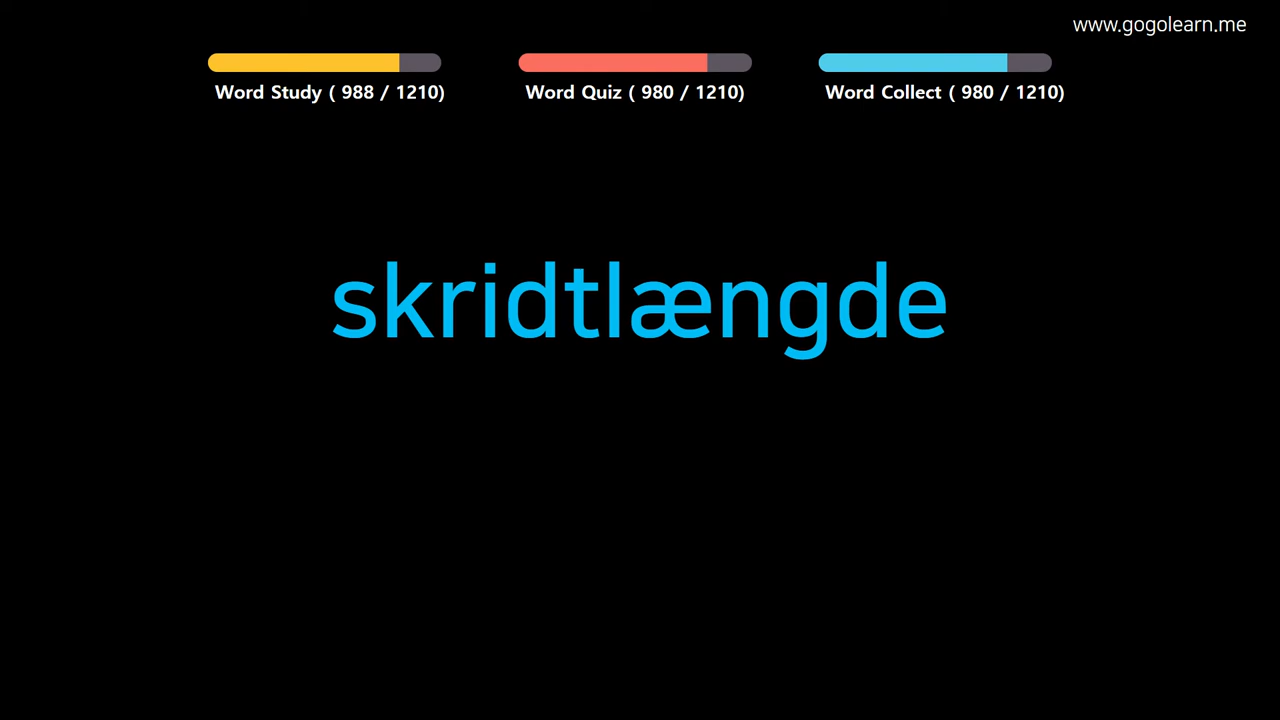 www.gogolearn.me
Word Study ( 988 / 1210)
Word Quiz ( 980 / 1210)
Word Collect ( 980 / 1210)
skridtlængde